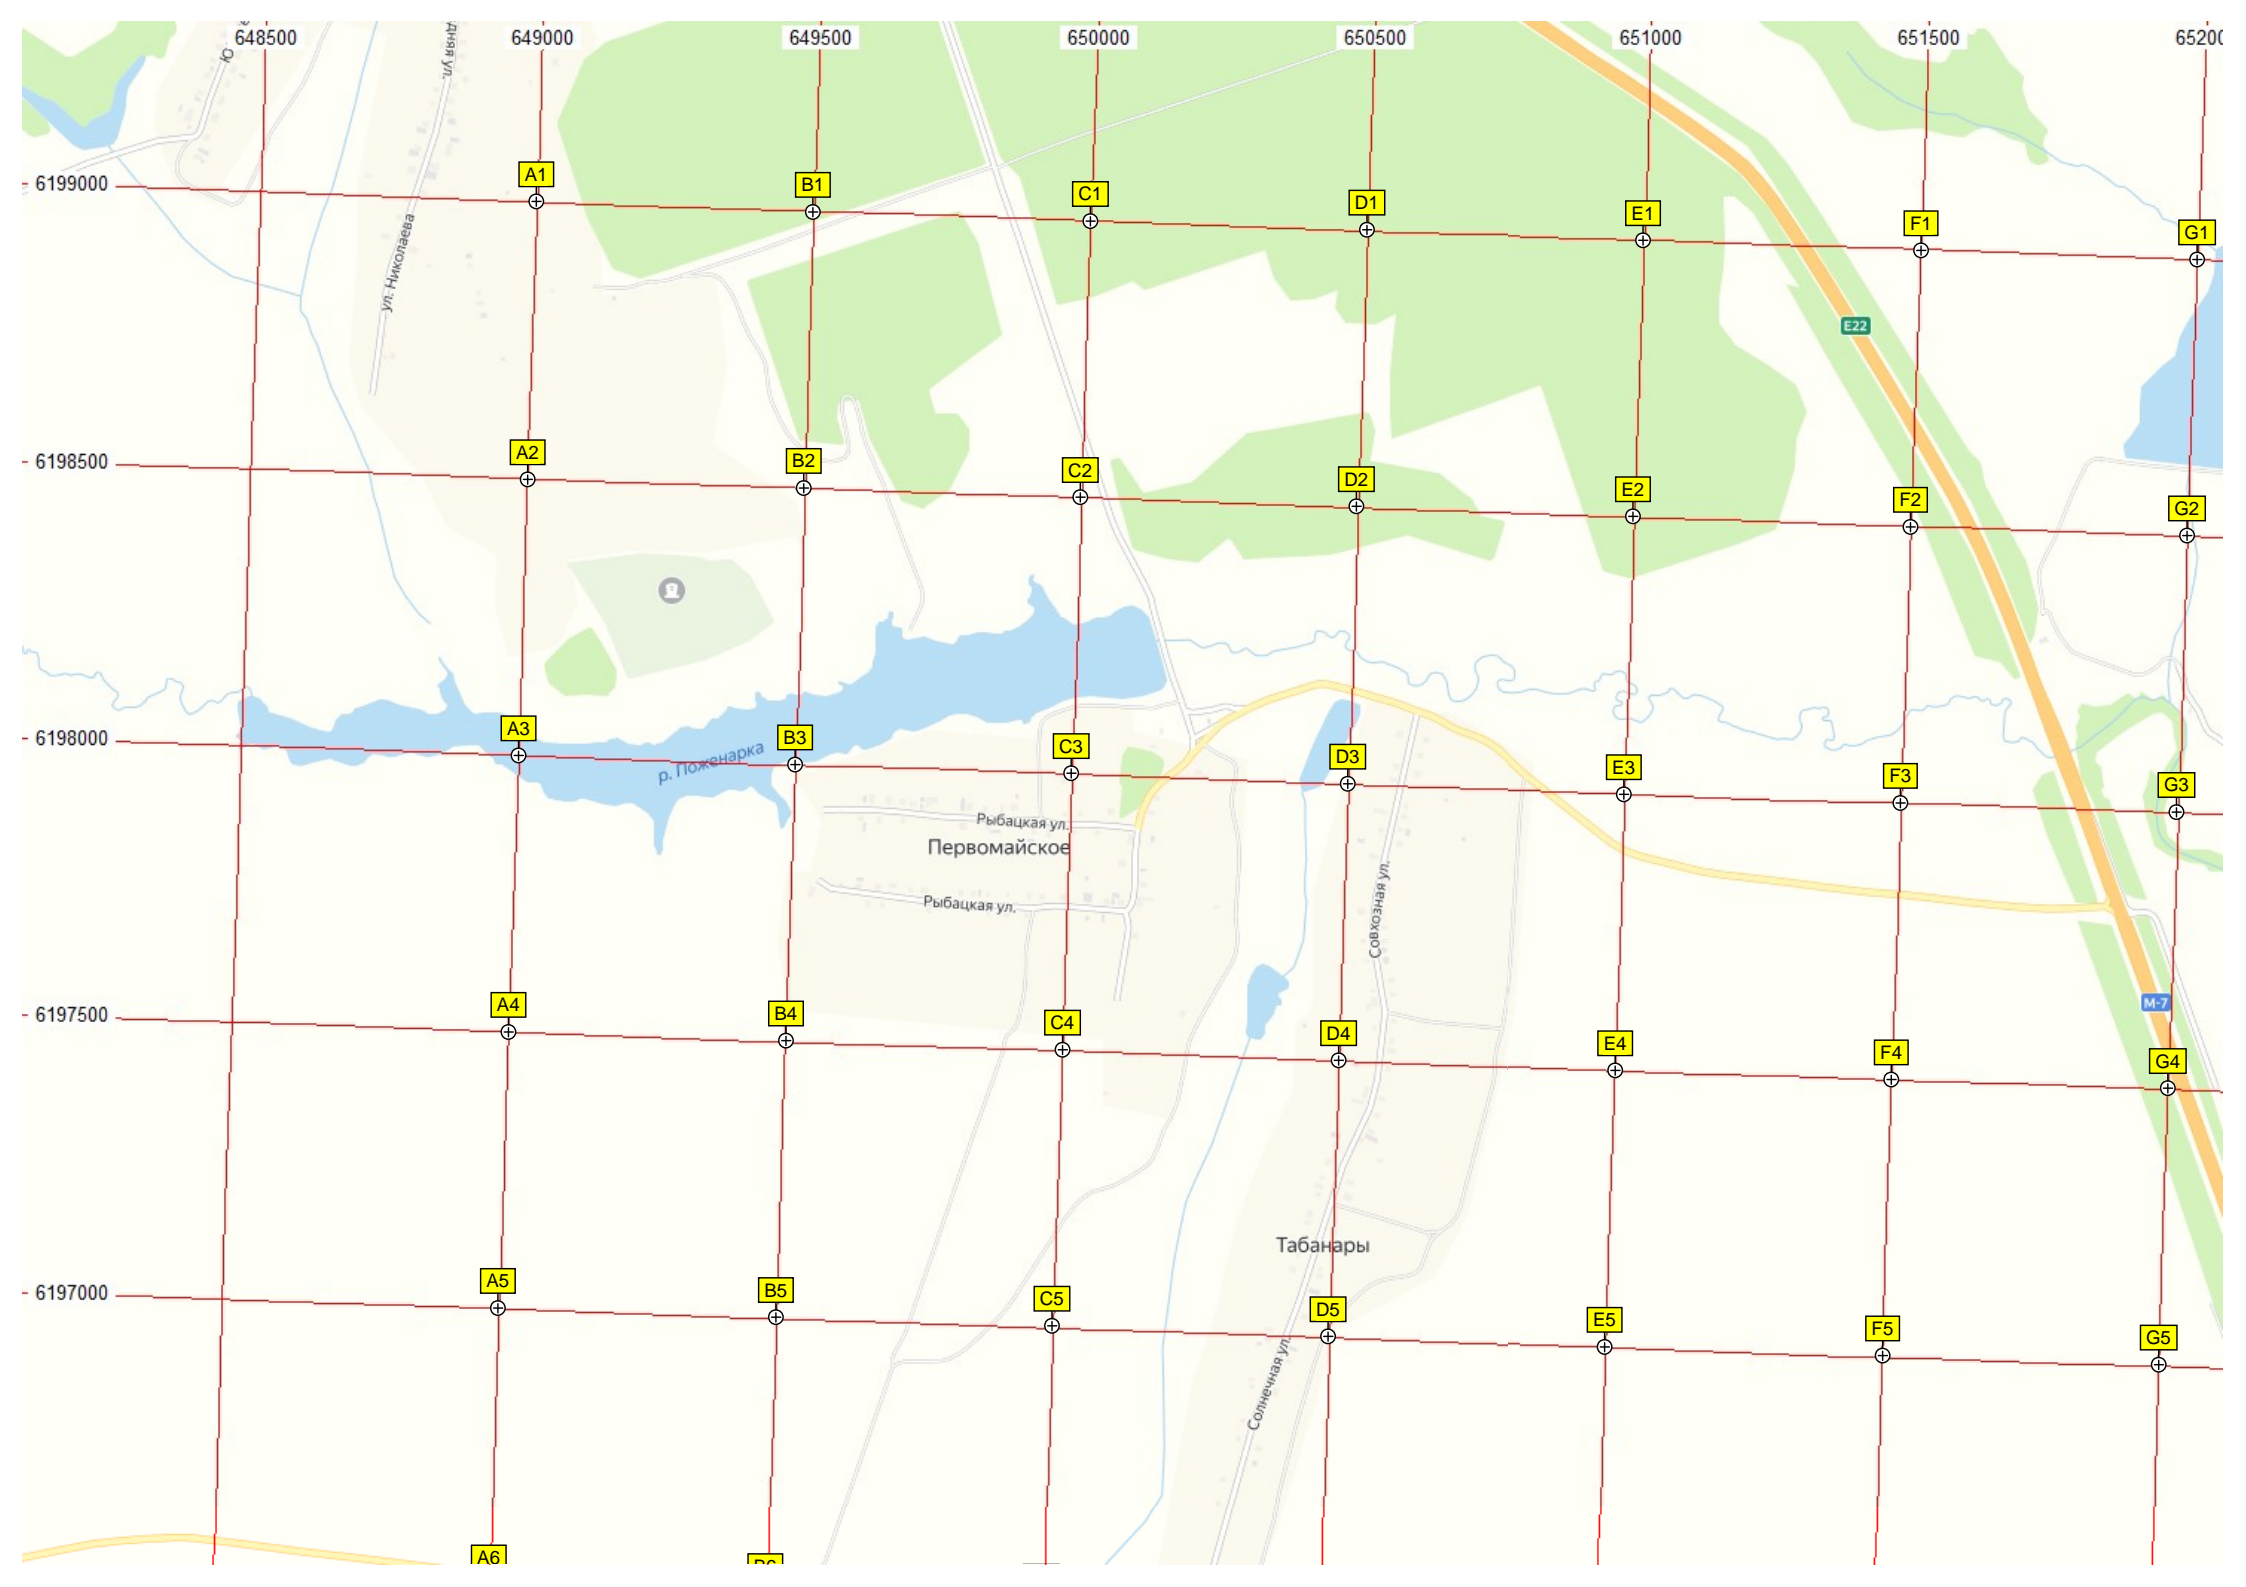 648500 649000 649500 650000 650500 651000 651500
Ю
дняя ул.
6199000
A1 B1 C1 D1 E1 F1 G1
ул. Николаева
E22
6198500
A2 B2 C2 D2 E2 F2 G2
6198000
A3 B3 C3 D3 E3 F3 G3
р. Поженарка
Рыбацкая ул.
Первомайское
Рыбацкая ул.
Совхозная ул.
M-7
6197500
A4 B4 C4 D4 E4 F4 G4
Табанары
6197000
A5 B5 C5 D5 E5 F5 G5
Солнечная ул.
A6